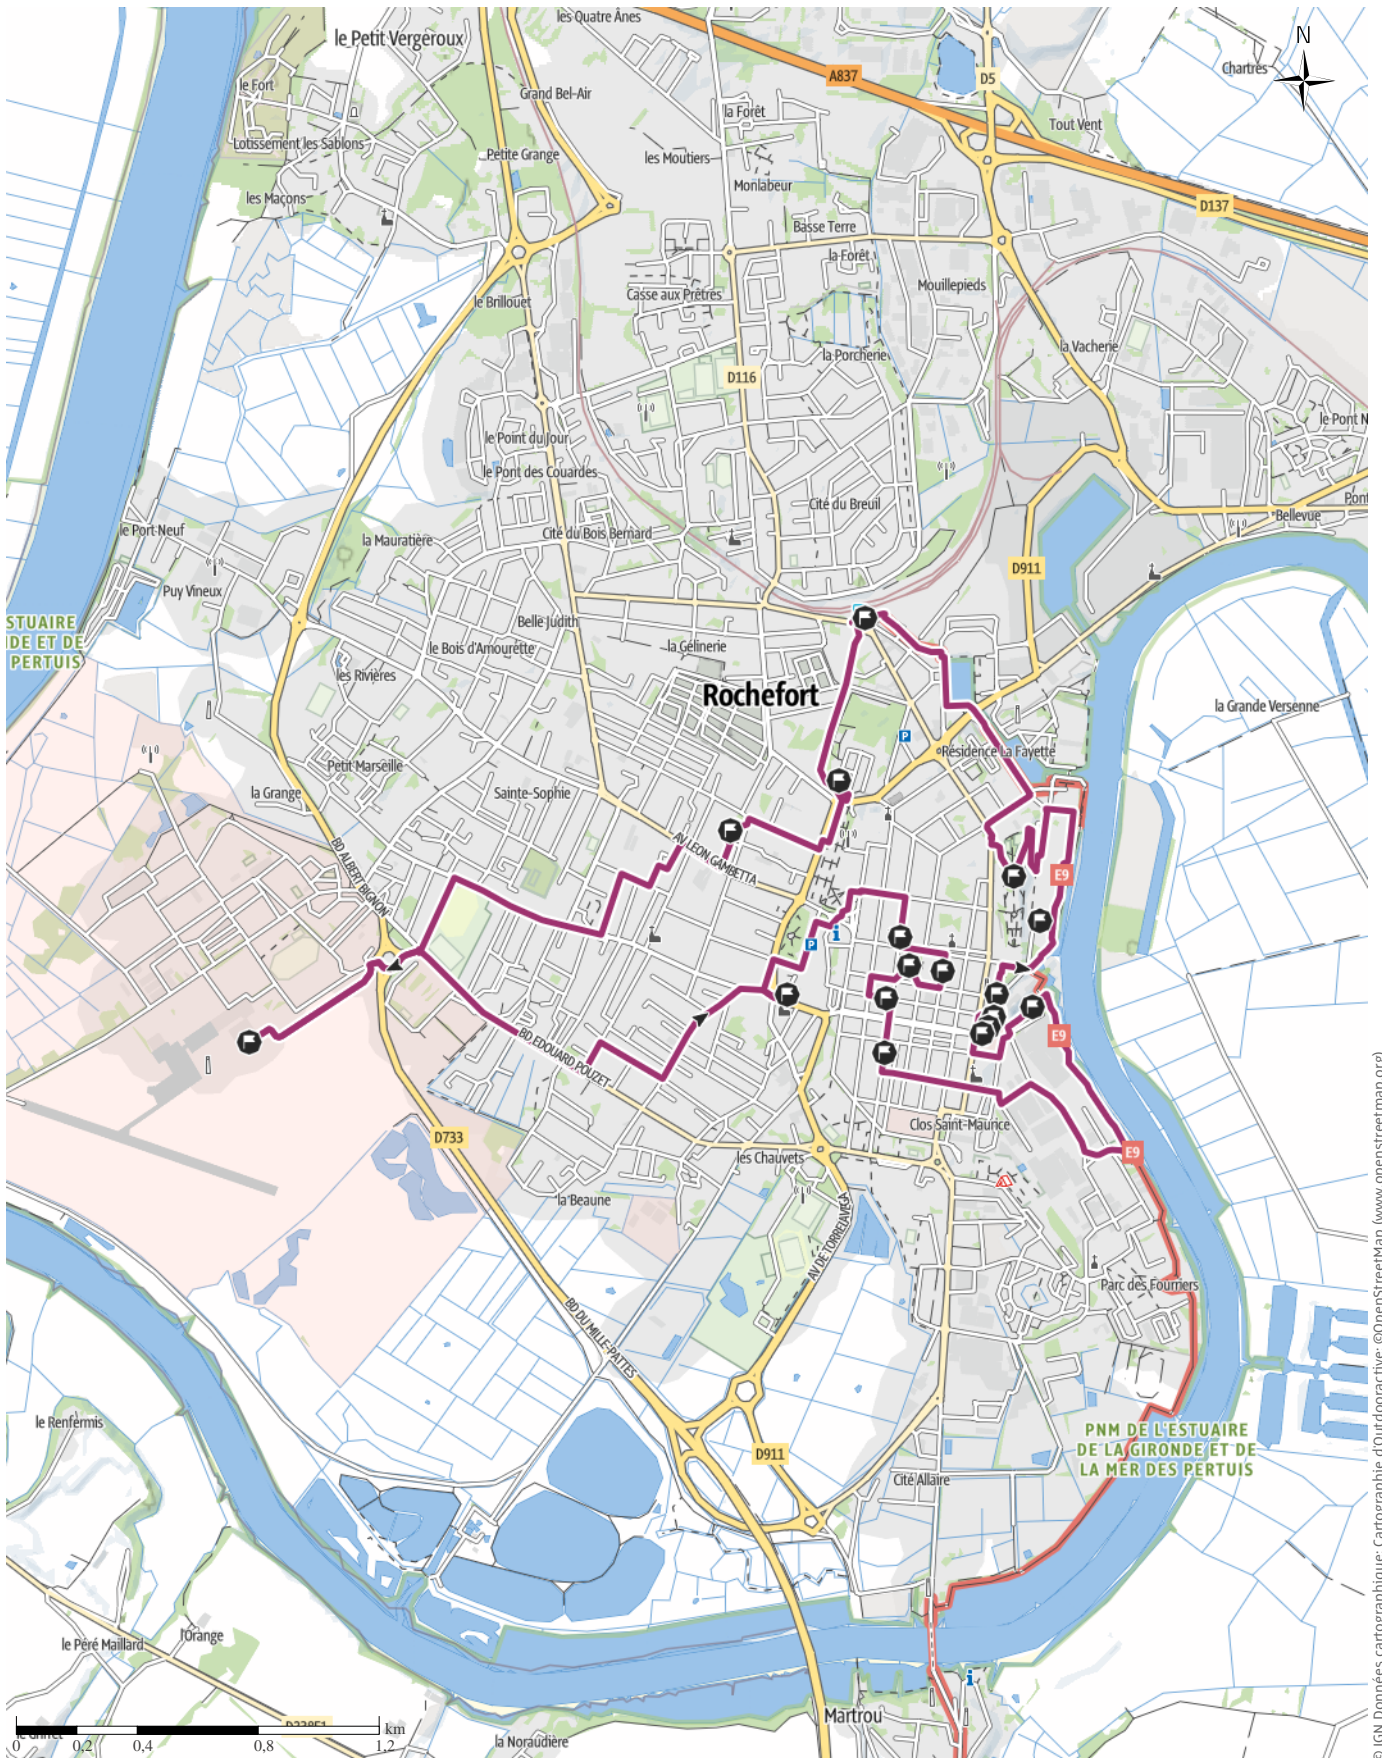 les Quatre Ânes
le Petit Vergeroux
N
Chartres
A837
D5
le Fort
Grand Bel-Air
la Forêt
Tout Vent
Lotissement les Sablons
Petite Grange
les Moutiers
Monlabeur
les Maçons
D137
Basse Terre
la Forêt
Mouillepieds
le Brillouet
Casse aux Prêtres
la Vacherie
la Porcherie
D116
le Pont N
le Point du Jour
le Pont des Couardes
Cité du Breuil
Pont
Bellevue
le Port Neuf
la Mauratière
Cité du Bois Bernard
D911
Puy Vineux
Belle Judith
STUAIRE
NDE ET DE
PERTUIS
le Bois d'Amourette
la Gélinerie
les Rivières
Rochefort
la Grande Versenne
P
Résidence La Fayette
Petit Marseille
la Grange
Sainte-Sophie
AV LEON GAMBETTA
BD ALBERT BIGNON
E9
P
i
BD EDOUARD POUZET
E9
D733
Clos Saint-Maurice
les Chauvets
E9
la Beaune
AV DE TORRELAVEGA
Parc des Fourriers
BD DU MILLE-PATTES
le Renfermis
PNM DE L'ESTUAIRE
DE LA GIRONDE ET DE
LA MER DES PERTUIS
D911
Cité Allaire
le Péré Maillard
l'Orange
i
Martrou
D238E1
la Noraudière
km
0
0,2
0,4
0,8
1,2
© IGN Données cartographique: Cartographie d'Outdooractive; ©OpenStreetMap (www.openstreetmap.org)